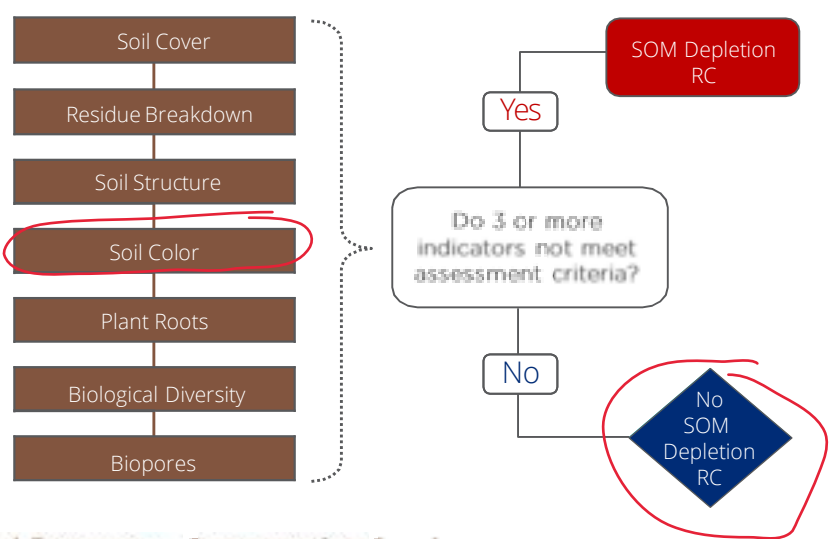 Soil Cover
Residue Breakdown
Soil Structure
Soil Color
Plant Roots
Biological Diversity
Biopores
SOM Depletion
RC
Yes
Do 3 or more
indicators not meet
assessment criteria?
No
No
SOM
Depletion
RC